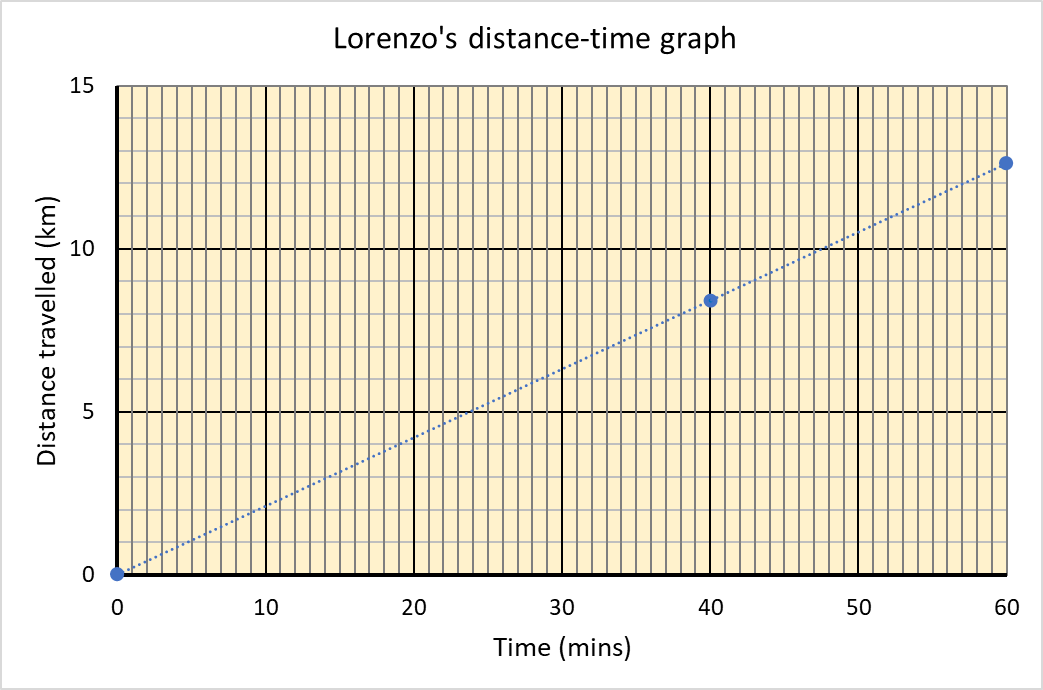 Lorenzo's distance-time graph
15
10
5
0
Distance travelled (km)
0 10 20 30 40 50 60
Time (mins)